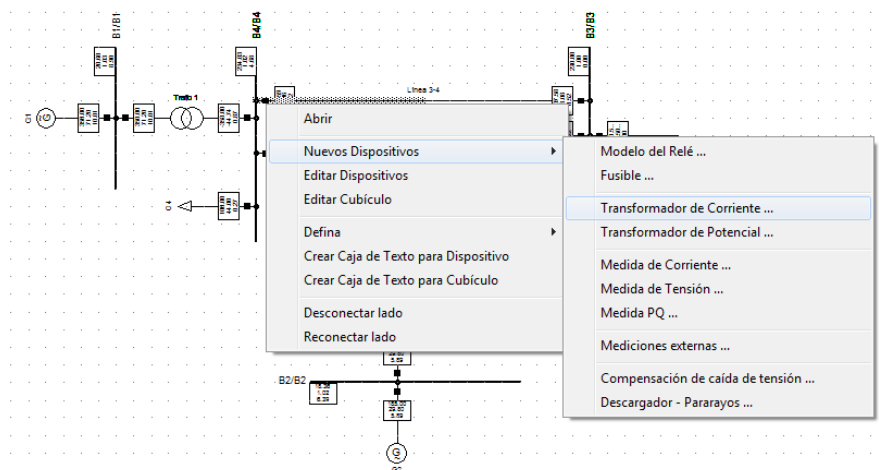 B1/B1
B4/B4
B3/B3
Trafo 1
Línea 3-4
G1
Abrir
Nuevos Dispositivos
Editar Dispositivos
Editar Cubículo
Defina
Crear Caja de Texto para Dispositivo
Crear Caja de Texto para Cubículo
Desconectar lado
Reconectar lado
Modelo del Relé ...
Fusible ...
Transformador de Corriente ...
Transformador de Potencial ...
Medida de Corriente ...
Medida de Tensión ...
Medida PQ ...
Mediciones externas ...
Compensación de caída de tensión ...
Descargador - Pararayos ...
B2/B2
G